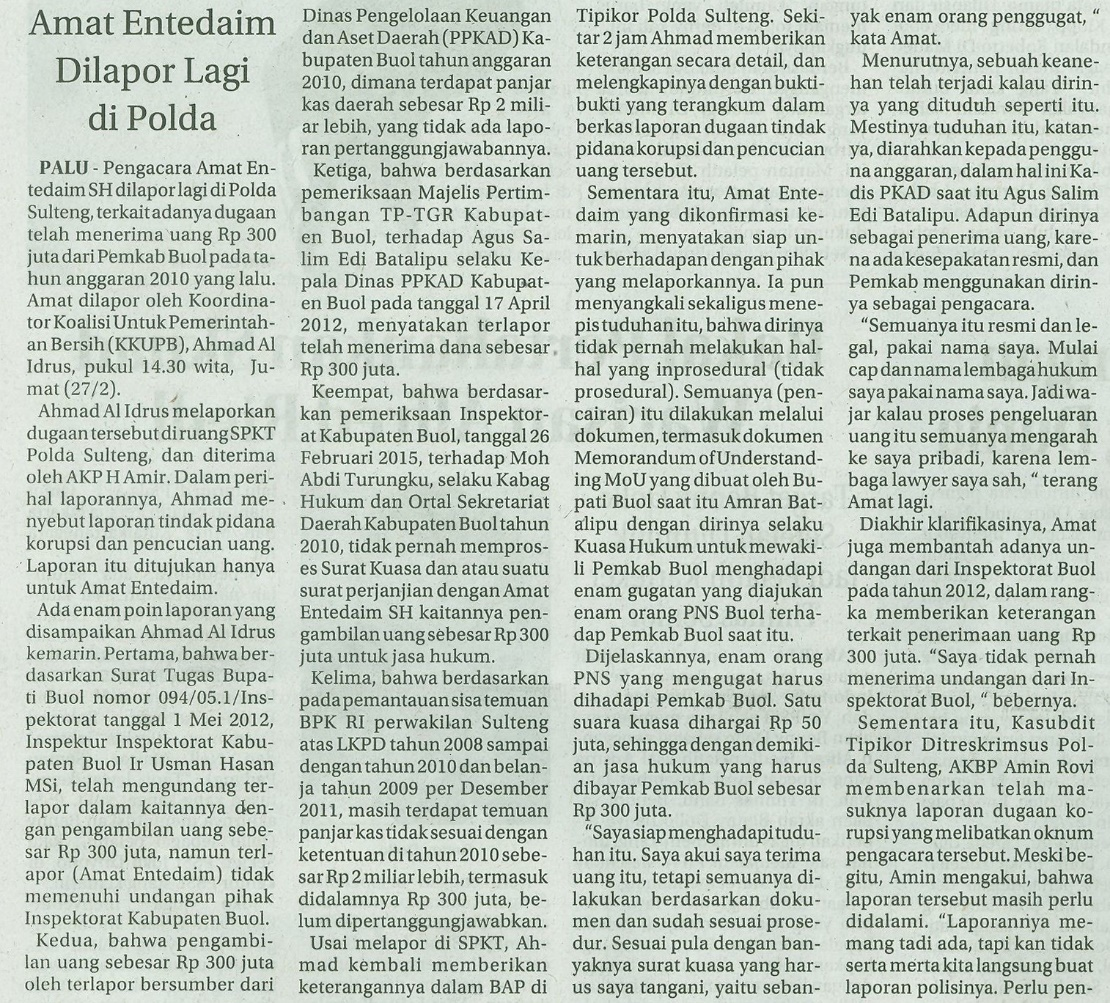 Amat Entedaim
Dilapor Lagi
di Polda
PALU - Pengacara Amat En-
tedaim SH dilapor lagi di Polda
Sulteng, terkait adanya dugaan
telah menerima uang Rp 300
juta dari Pemkab Buol pada ta-
hun anggaran 2010 yang lalu.
Amat dilapor oleh Koordina-
tor Koalisi Untuk Pemerintah-
an Bersih (KKUPB), Ahmad Al
Idrus, pukul 14.30 wita, Ju-
mat (27/2).
Ahmad Al Idrus melaporkan
dugaan tersebut diruang SPKT
Polda Sulteng, dan diterima
oleh AKP H Amir. Dalam peri-
hal laporannya, Ahmad me-
nyebut laporan tindak pidana
korupsi dan pencucian uang.
Laporan itu ditujukan hanya
untuk Amat Entedaim.
Ada enam poin laporan yang
disampaikan Ahmad Al Idrus
kemarin. Pertama, bahwa ber-
dasarkan Surat Tugas Bupa-
ti Buol nomor 094/05.1/Ins-
pektorat tanggal 1 Mei 2012,
Inspektur Inspektorat Kabu-
paten Buol Ir Usman Hasan
MSi, telah mengundang ter-
lapor dalam kaitannya den-
gan pengambilan uang sebe-
sar Rp 300 juta, namun terl-
apor (Amat Entedaim) tidak
memenuhi undangan pihak
Inspektorat Kabupaten Buol.
Kedua, bahwa pengambi-
lan uang sebesar Rp 300 juta
oleh terlapor bersumber dari
Dinas Pengelolaan Keuangan
dan Aset Daerah (PPKAD) Ka-
bupaten Buol tahun anggaran
2010, dimana terdapat panjar
kas daerah sebesar Rp 2 mili-
ar lebih, yang tidak ada lapo-
ran pertanggungjawabannya.
Ketiga, bahwa berdasarkan
pemeriksaan Majelis Pertim-
bangan TP-TGR Kabupat-
en Buol, terhadap Agus Sa-
lim Edi Batalipu selaku Ke-
pala Dinas PPKAD Kabupat-
en Buol pada tanggal 17 April
2012, menyatakan terlapor
telah menerima dana sebesar
Rp 300 juta.
Keempat, bahwa berdasar-
kan pemeriksaan Inspektor-
at Kabupaten Buol, tanggal 26
Februari 2015, terhadap Moh
Abdi Turungku, selaku Kabag
Hukum dan Ortal Sekretariat
Daerah Kabupaten Buol tahun
2010, tidak pernah mempros-
es Surat Kuasa dan atau suatu
surat perjanjian dengan Amat
Entedaim SH kaitannya pen-
gambilan uang sebesar Rp 300
juta untuk jasa hukum.
Kelima, bahwa berdasarkan
pada pemantauan sisa temuan
BPK RI perwakilan Sulteng
atas LKPD tahun 2008 sampai
dengan tahun 2010 dan belan-
ja tahun 2009 per Desember
2011, masih terdapat temuan
panjar kas tidak sesuai dengan
ketentuan di tahun 2010 sebe-
sar Rp 2 miliar lebih, termasuk
didalamnya Rp 300 juta, be-
lum dipertanggungjawabkan.
Usai melapor di SPKT, Ah-
mad kembali memberikan
keterangannya dalam BAP di
Tipikor Polda Sulteng. Seki-
tar 2 jam Ahmad memberikan
keterangan secara detail, dan
melengkapinya dengan bukti-
bukti yang terangkum dalam
berkas laporan dugaan tindak
pidana korupsi dan pencucian
uang tersebut.
Sementara itu, Amat Ente-
daim yang dikonfirmasi ke-
marin, menyatakan siap un-
tuk berhadapan dengan pihak
yang melaporkannya. Ia pun
menyangkali sekaligus mene-
pis tuduhan itu, bahwa dirinya
tidak pernah melakukan hal-
hal yang inprosedural (tidak
prosedural). Semuanya (pen-
cairan) itu dilakukan melalui
dokumen, termasuk dokumen
Memorandum of Understand-
ing MoU yang dibuat oleh Bu-
pati Buol saat itu Amran Bat-
alipu dengan dirinya selaku
Kuasa Hukum untuk mewaki-
li Pemkab Buol menghadapi
enam gugatan yang diajukan
enam orang PNS Buol terha-
dap Pemkab Buol saat itu.
Dijelaskannya, enam orang
PNS yang mengugat harus
dihadapi Pemkab Buol. Satu
suara kuasa dihargai Rp 50
juta, sehingga dengan demiki-
an jasa hukum yang harus
dibayar Pemkab Buol sebesar
Rp 300 juta.
"Saya siap menghadapi tudu-
han itu. Saya akui saya terima
uang itu, tetapi semuanya di-
lakukan berdasarkan doku-
men dan sudah sesuai prose-
dur. Sesuai pula dengan ban-
yaknya surat kuasa yang har-
us saya tangani, yaitu seban-
yak enam orang penggugat, "
kata Amat.
Menurutnya, sebuah keane-
han telah terjadi kalau dirin-
ya yang dituduh seperti itu.
Mestinya tuduhan itu, katan-
ya, diarahkan kepada penggu-
na anggaran, dalam hal ini Ka-
dis PKAD saat itu Agus Salim
Edi Batalipu. Adapun dirinya
sebagai penerima uang, kare-
na ada kesepakatan resmi, dan
Pemkab menggunakan dirin-
ya sebagai pengacara.
"Semuanya itu resmi dan le-
gal, pakai nama saya. Mulai
cap dan nama lembaga hukum
saya pakai nama saya. Jadi wa-
jar kalau proses pengeluaran
uang itu semuanya mengarah
ke saya pribadi, karena lem-
baga lawyer saya sah, " terang
Amat lagi.
Diakhir klarifikasinya, Amat
juga membantah adanya un-
dangan dari Inspektorat Buol
pada tahun 2012, dalam rang-
ka memberikan keterangan
terkait penerimaan uang Rp
300 juta. "Saya tidak pernah
menerima undangan dari In-
spektorat Buol, " bebernya.
Sementara itu, Kasubdit
Tipikor Ditreskrimsus Pol-
da Sulteng, AKBP Amin Rovi
membenarkan telah ma-
suknya laporan dugaan ko-
rupsi yang melibatkan oknum
pengacara tersebut. Meski be-
gitu, Amin mengakui, bahwa
laporan tersebut masih perlu
didalami. "Laporannya me-
mang tadi ada, tapi kan tidak
serta merta kita langsung buat
laporan polisinya. Perlu pen-